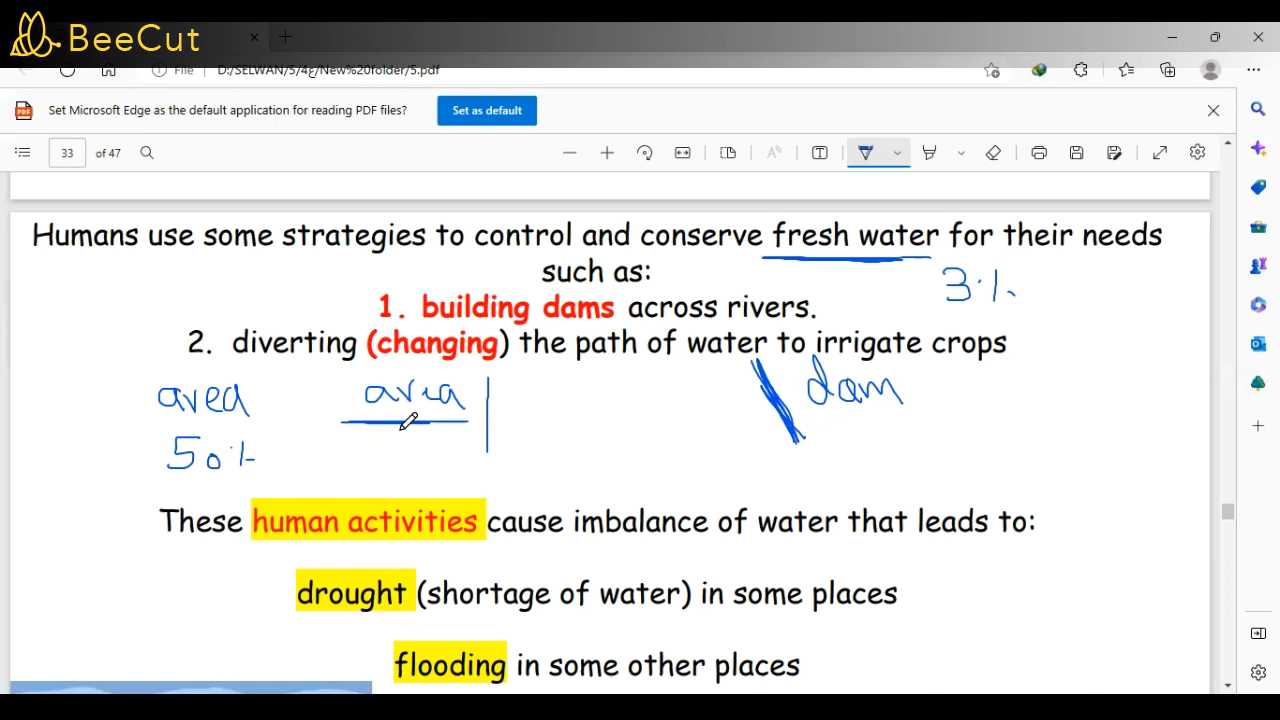 BeeCut
File D:/SELWAN/5/4ع/New%20folder/5.pdf
Set Microsoft Edge as the default application for reading PDF files? Set as default
33 of 47
Humans use some strategies to control and conserve fresh water for their needs
such as:
3%
1. building dams across rivers.
2. diverting (changing) the path of water to irrigate crops
area area dam
50%
These human activities cause imbalance of water that leads to:
drought (shortage of water) in some places
flooding in some other places